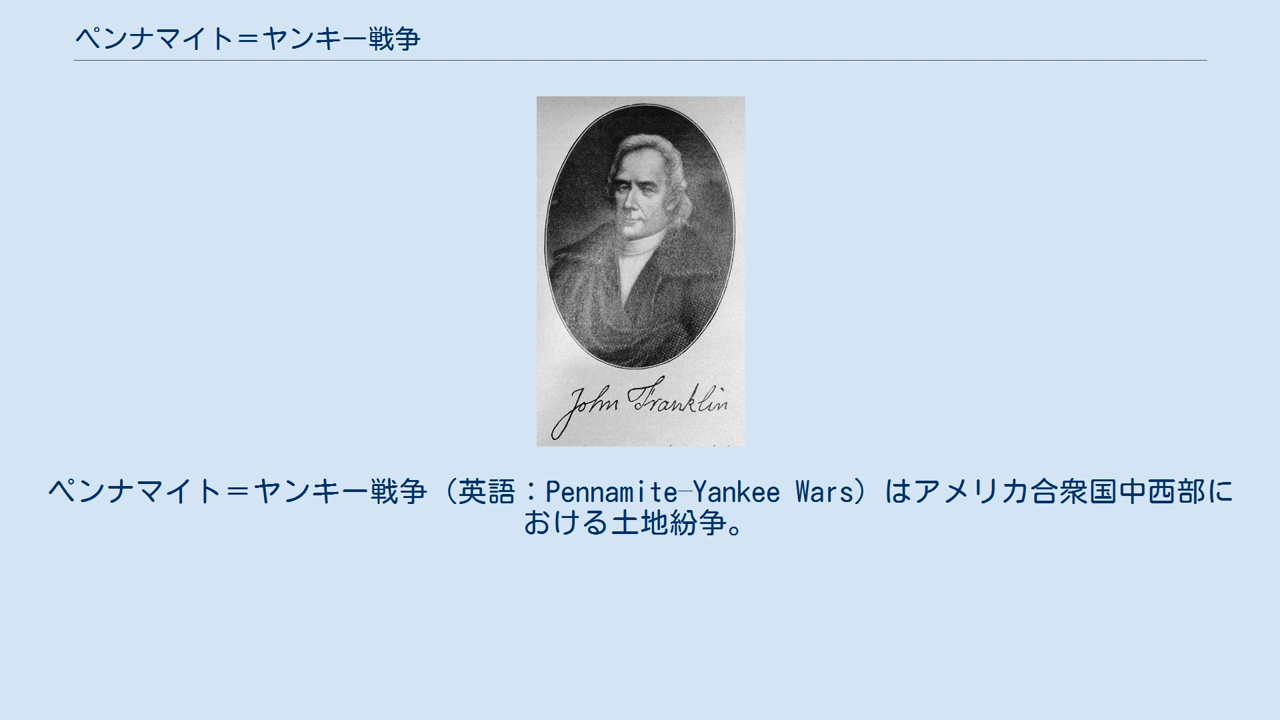 ペンナマイト＝ヤンキー戦争
John Franklin
ペンナマイト＝ヤンキー戦争（英語：Pennamite–Yankee Wars）はアメリカ合衆国中西部に
おける土地紛争。